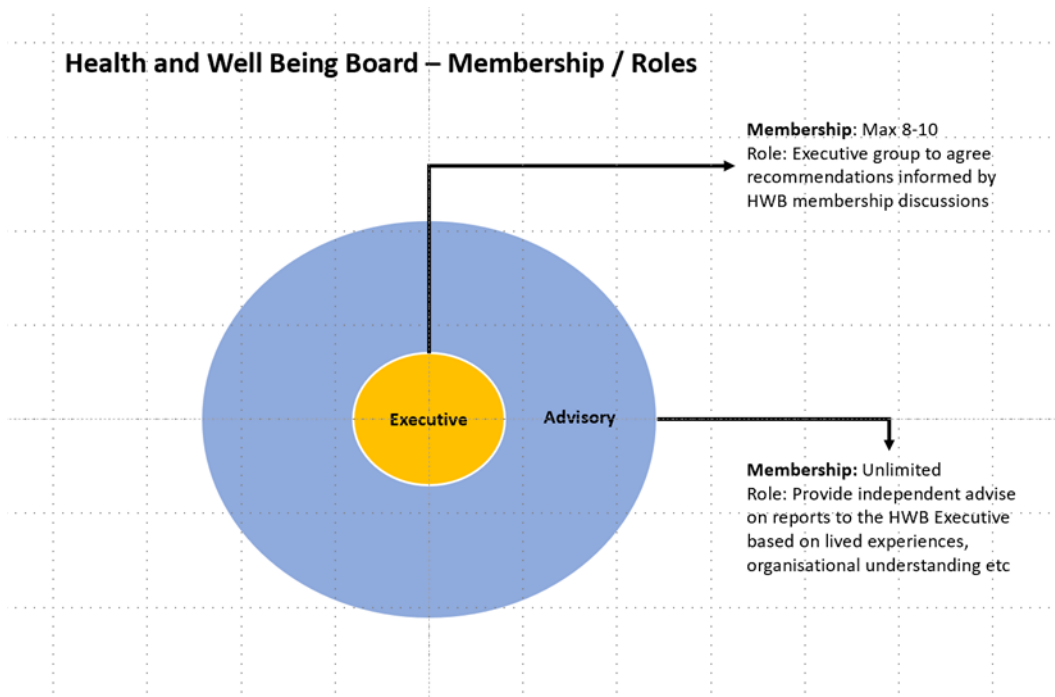 Health and Well Being Board – Membership / Roles
Membership: Max 8-10
Role: Executive group to agree
recommendations informed by
HWB membership discussions
Executive
Advisory
Membership: Unlimited
Role: Provide independent advise
on reports to the HWB Executive
based on lived experiences,
organisational understanding etc